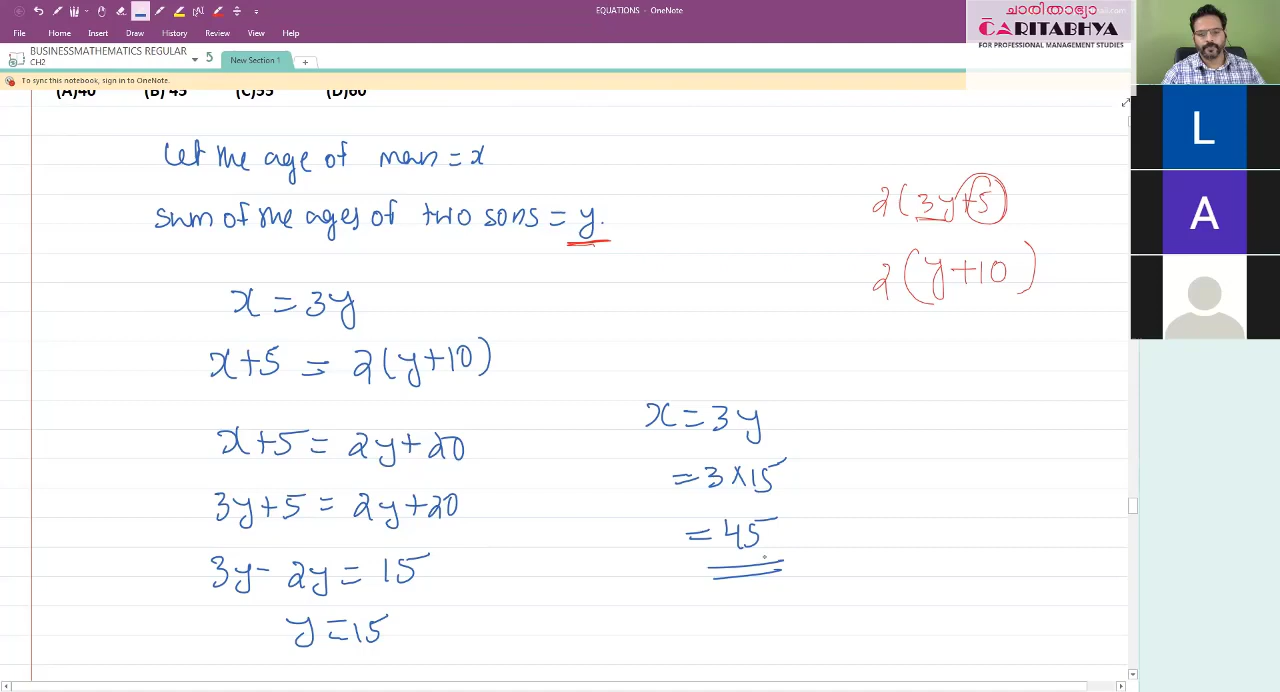 EQUATIONS - OneNote
File Home Insert Draw History Review View Help
BUSINESSMATHEMATICS REGULAR
CH2
New Section 1
To sync this notebook, sign in to OneNote.
ചാരിതാഭ്യാ
CARITABHYA
FOR PROFESSIONAL MANAGEMENT STUDIES
(A)40 (B) 45 (C)55 (D)60
Let the age of man = x
Sum of the ages of two sons = y.
x = 3y
x+5 = 2(y+10)
x+5 = 2y+20
3y+5 = 2y+20
3y- 2y = 15
y = 15
x = 3y
= 3 × 15
= 45
2(3y+5
2(y+10)
L
A